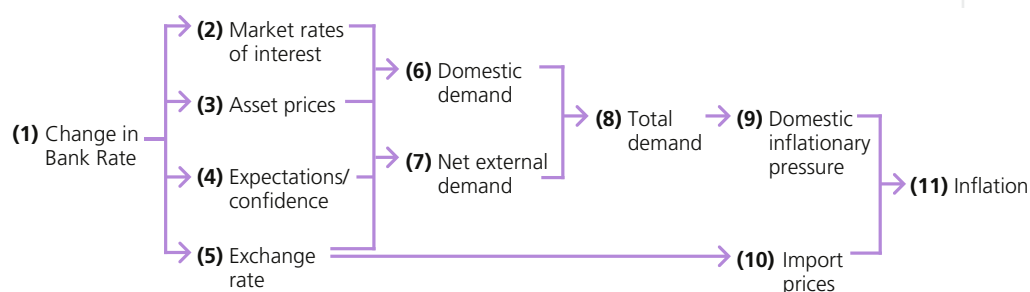 (1) Change in
Bank Rate
(2) Market rates
of interest
(3) Asset prices
(4) Expectations/
confidence
(5) Exchange
rate
(6) Domestic
demand
(7) Net external
demand
(8) Total
demand
(9) Domestic
inflationary
pressure
(10) Import
prices
(11) Inflation